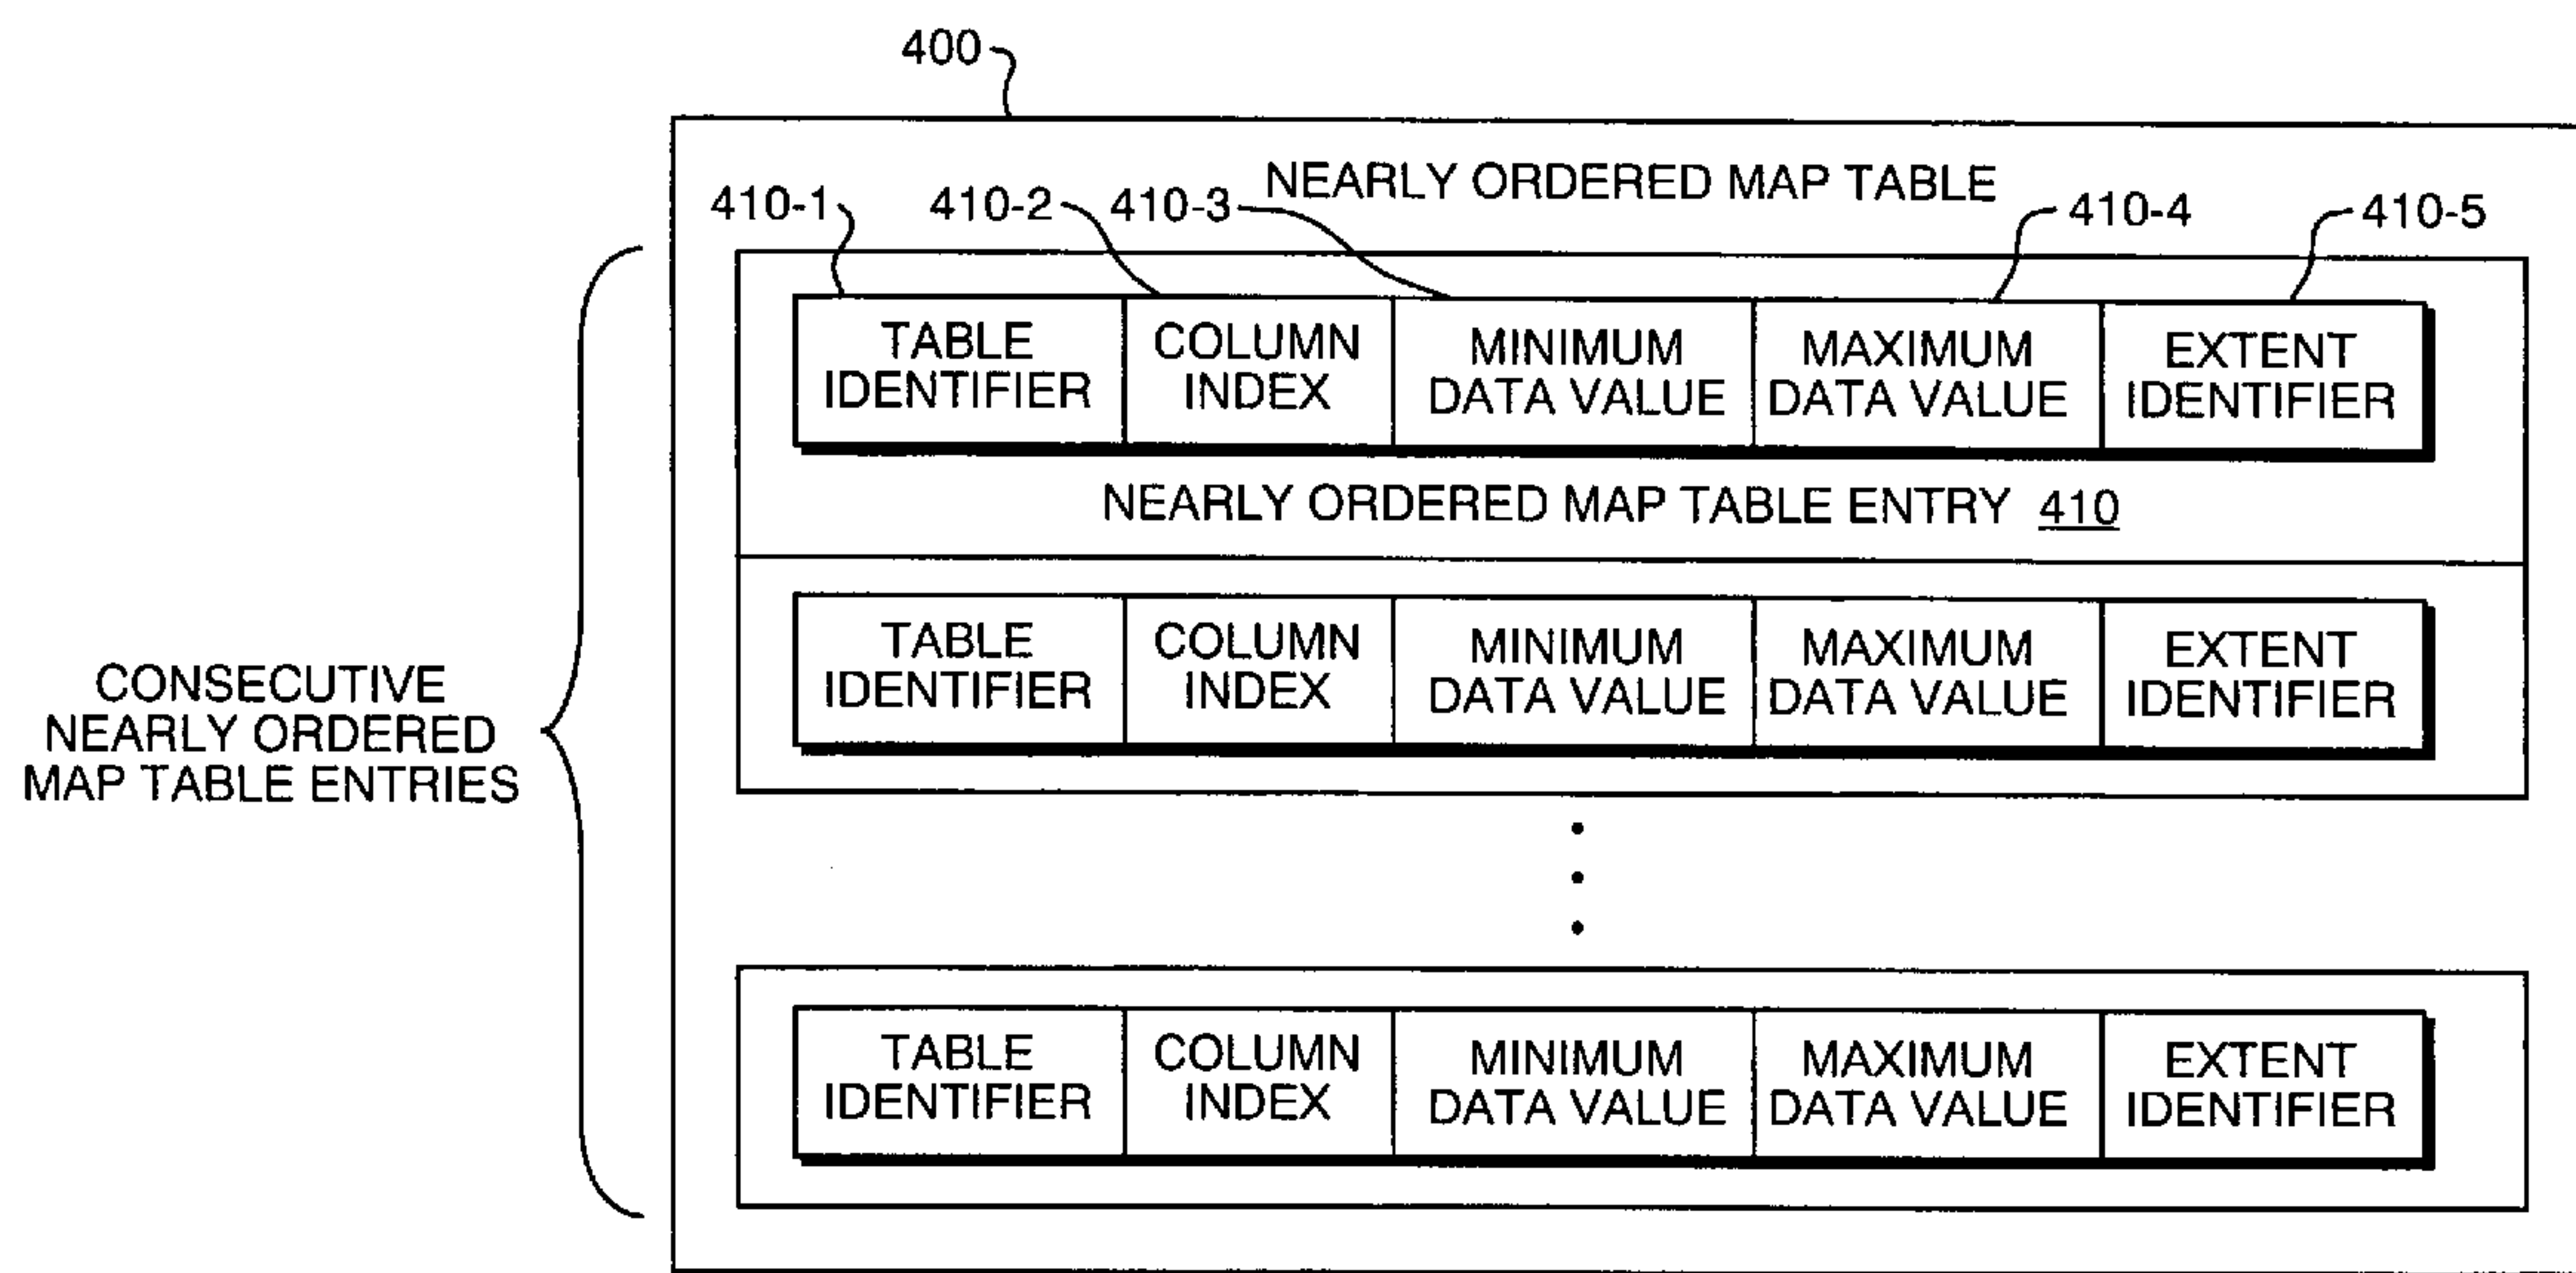 400
NEARLY ORDERED MAP TABLE
410-1
410-2
410-3
410-4
410-5
TABLE IDENTIFIER
COLUMN INDEX
MINIMUM DATA VALUE
MAXIMUM DATA VALUE
EXTENT IDENTIFIER
NEARLY ORDERED MAP TABLE ENTRY 410
TABLE IDENTIFIER
COLUMN INDEX
MINIMUM DATA VALUE
MAXIMUM DATA VALUE
EXTENT IDENTIFIER
CONSECUTIVE
NEARLY ORDERED
MAP TABLE ENTRIES
TABLE IDENTIFIER
COLUMN INDEX
MINIMUM DATA VALUE
MAXIMUM DATA VALUE
EXTENT IDENTIFIER